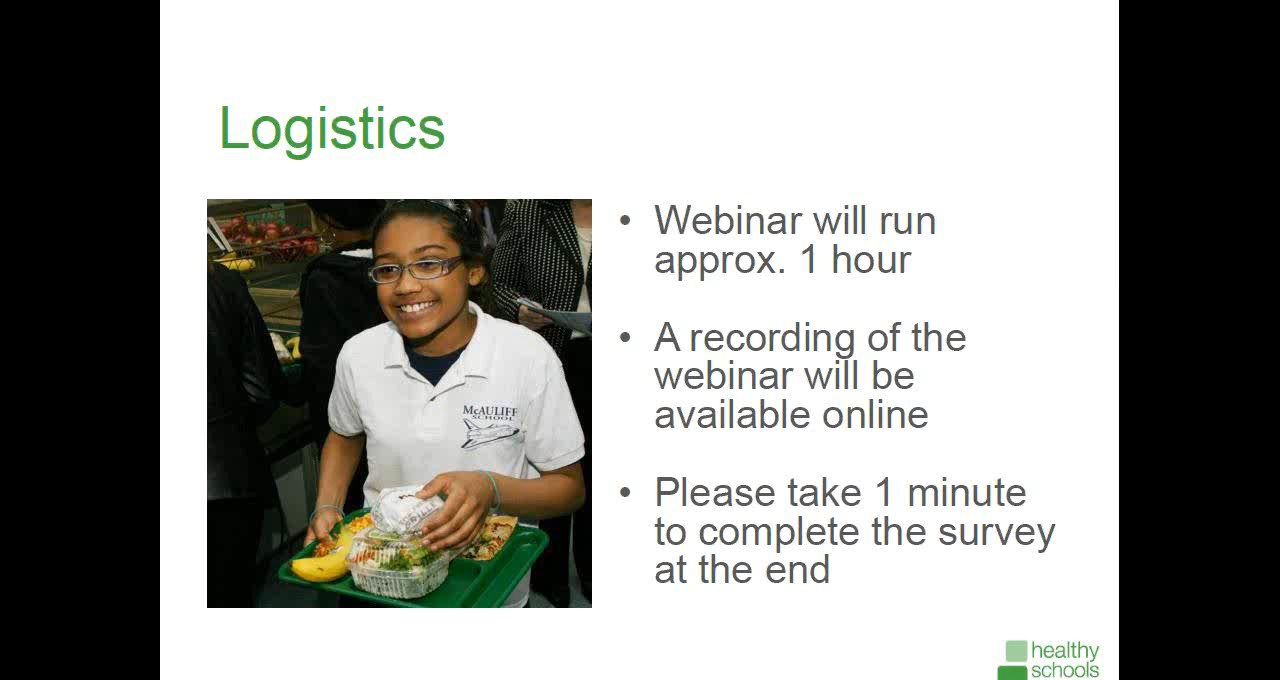 Logistics
• Webinar will run
approx. 1 hour
• A recording of the
webinar will be
available online
• Please take 1 minute
to complete the survey
at the end
McAULIFF
SCHOOL
healthy
schools